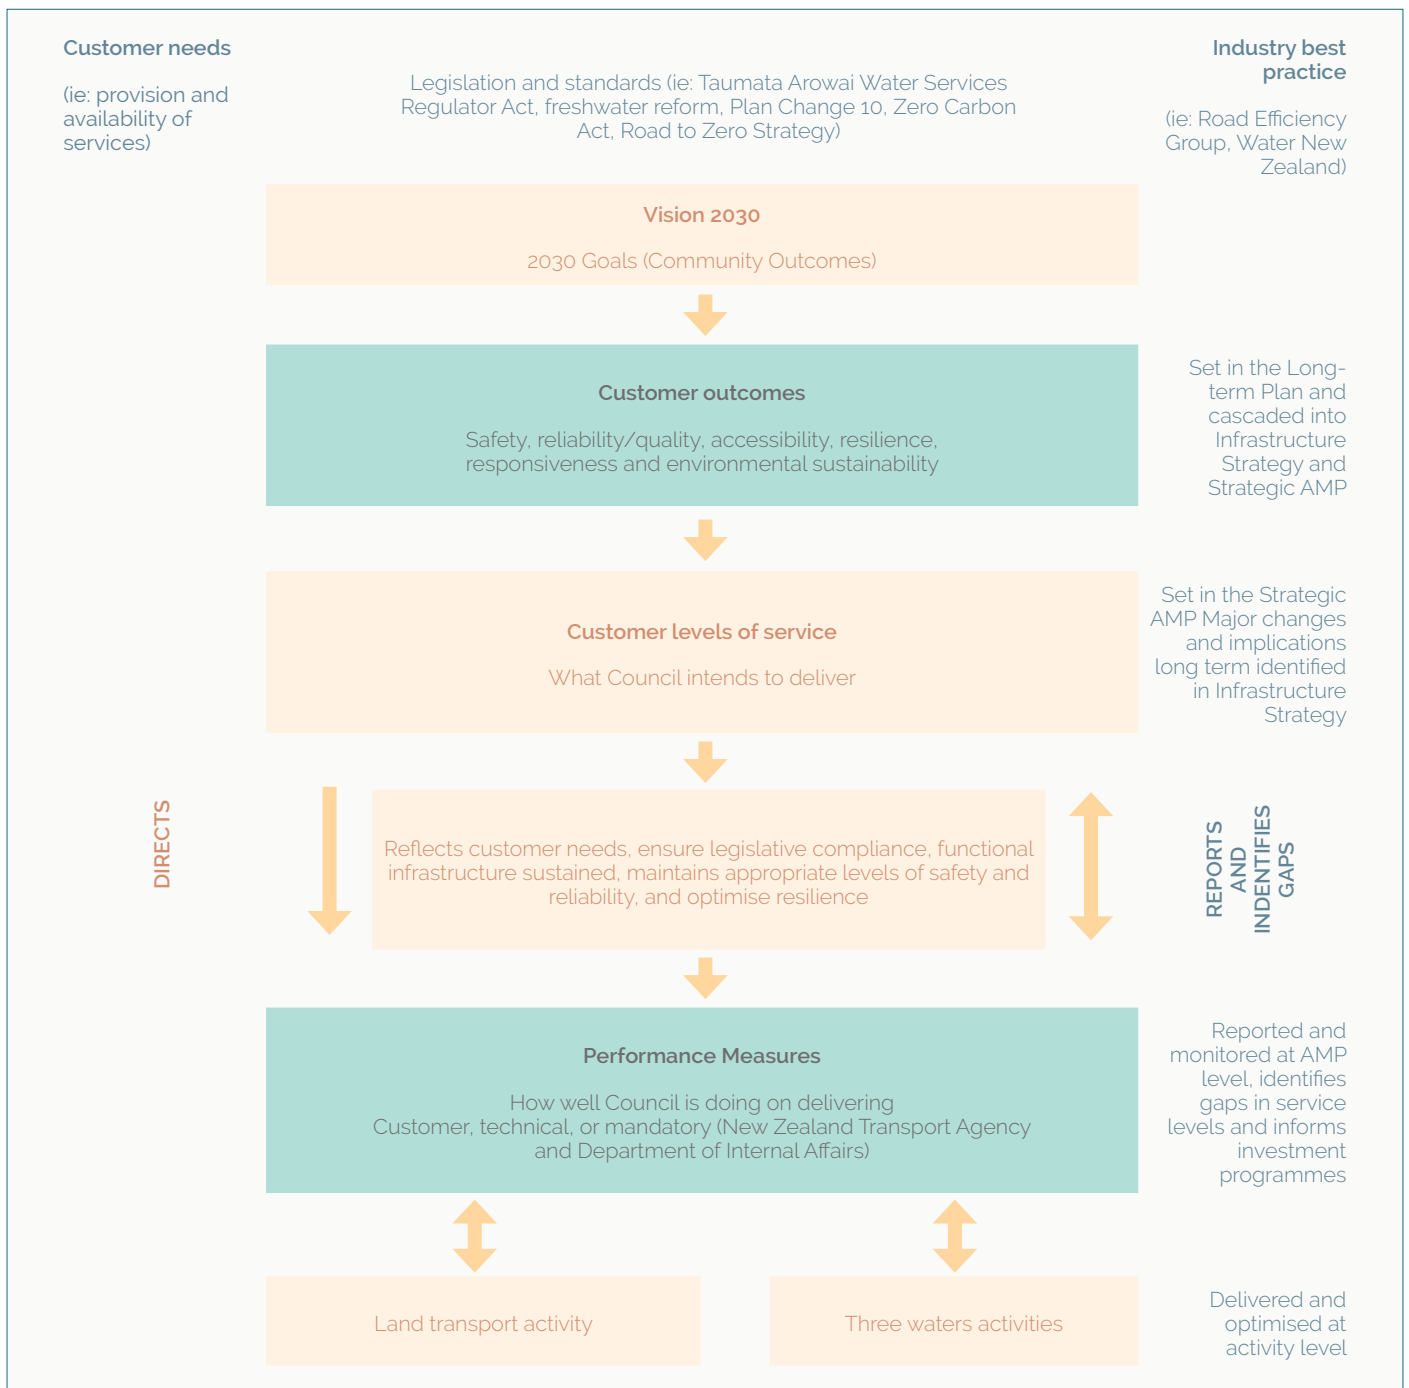 Customer needs
(ie: provision and
availability of
services)
Legislation and standards (ie: Taumata Arowai Water Services
Regulator Act, freshwater reform, Plan Change 10, Zero Carbon
Act, Road to Zero Strategy)
Industry best
practice
(ie: Road Efficiency
Group, Water New
Zealand)
Vision 2030
2030 Goals (Community Outcomes)
Customer outcomes
Safety, reliability/quality, accessibility, resilience,
responsiveness and environmental sustainability
Set in the Long-
term Plan and
cascaded into
Infrastructure
Strategy and
Strategic AMP
Customer levels of service
What Council intends to deliver
Set in the Strategic
AMP Major changes
and implications
long term identified
in Infrastructure
Strategy
DIRECTS
Reflects customer needs, ensure legislative compliance, functional
infrastructure sustained, maintains appropriate levels of safety and
reliability, and optimise resilience
REPORTS
AND
INDENTIFIES
GAPS
Performance Measures
How well Council is doing on delivering
Customer, technical, or mandatory (New Zealand Transport Agency
and Department of Internal Affairs)
Reported and
monitored at AMP
level, identifies
gaps in service
levels and informs
investment
programmes
Land transport activity
Three waters activities
Delivered and
optimised at
activity level